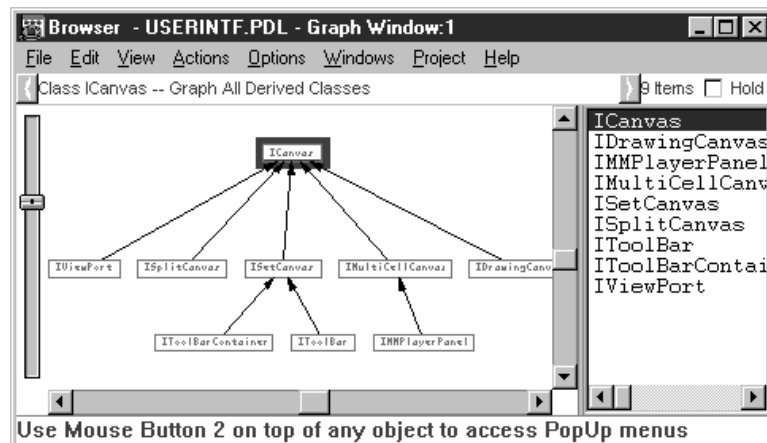 Browser - USERINTF.PDL - Graph Window:1
File Edit View Actions Options Windows Project Help
Class ICanvas -- Graph All Derived Classes
9 Items Hold
ICanvas
IViewPort ISplitCanvas ISetCanvas IMultiCellCanvas IDrawingCanv
IToolBarContainer IToolBar IMMPlayerPanel
ICanvas
IDrawingCanvas
IMMPlayerPanel
IMultiCellCanv
ISetCanvas
ISplitCanvas
IToolBar
IToolBarContai
IViewPort
Use Mouse Button 2 on top of any object to access PopUp menus